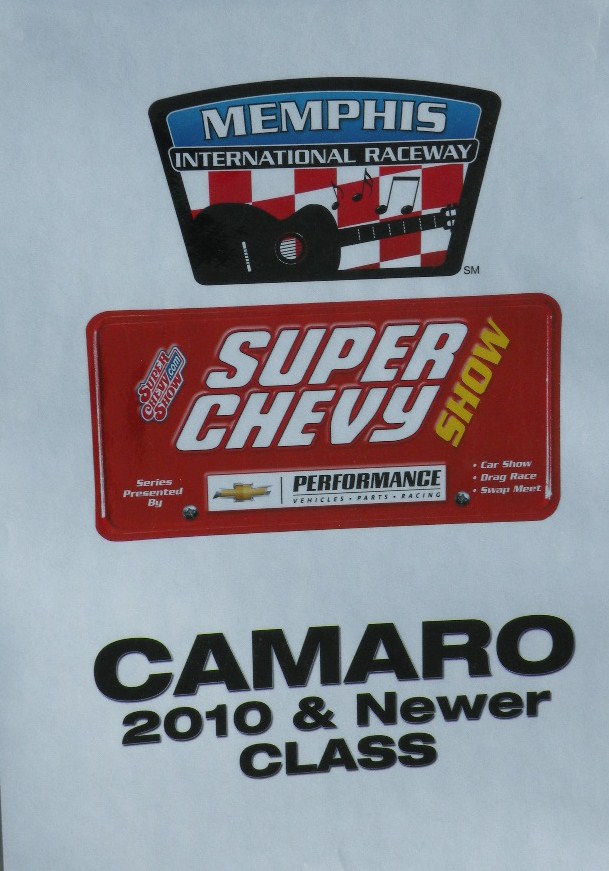 MEMPHIS
INTERNATIONAL RACEWAY
SM
SUPER
CHEVY.com
SHOW
SUPER
CHEVY
SHOW
Series
Presented
By
PERFORMANCE
VEHICLES • PARTS • RACING
• Car Show
• Drag Race
• Swap Meet
CAMARO
2010 & Newer
CLASS